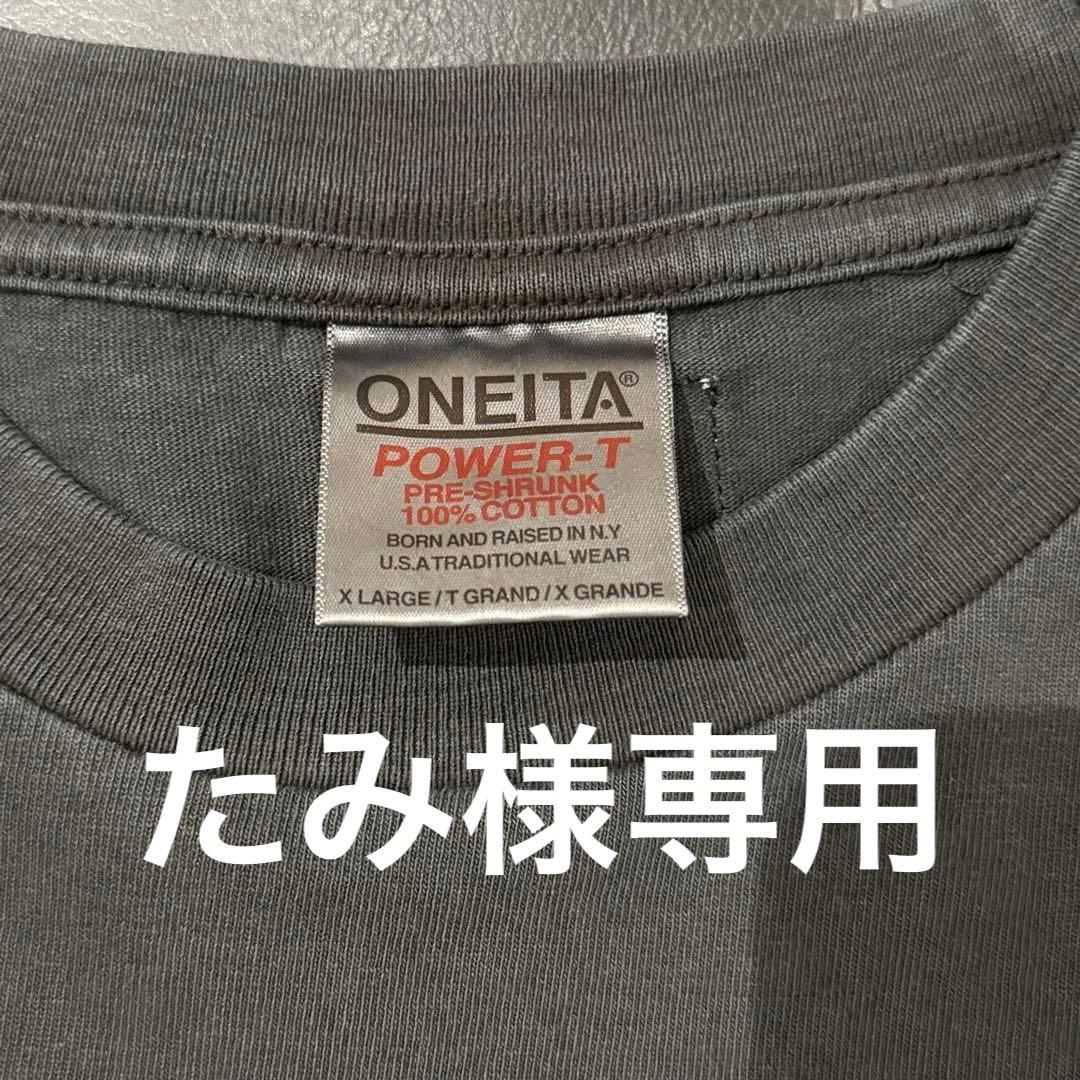 ONEITA®
POWER-T
PRE-SHRUNK
100% COTTON
BORN AND RAISED IN N.Y
U.S.A TRADITIONAL WEAR
X LARGE / T GRAND / X GRANDE
たみ様専用